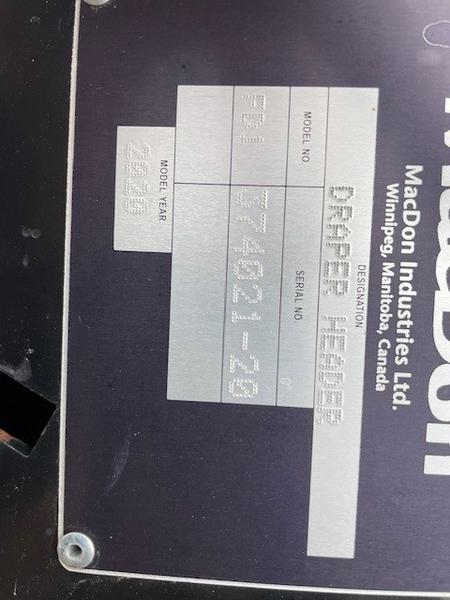 MacDon
MacDon Industries Ltd.
Winnipeg, Manitoba, Canada
DESIGNATION
DRAPER HEADER
MODEL NO. SERIAL NO.
FD1 374021-20
MODEL YEAR
2020